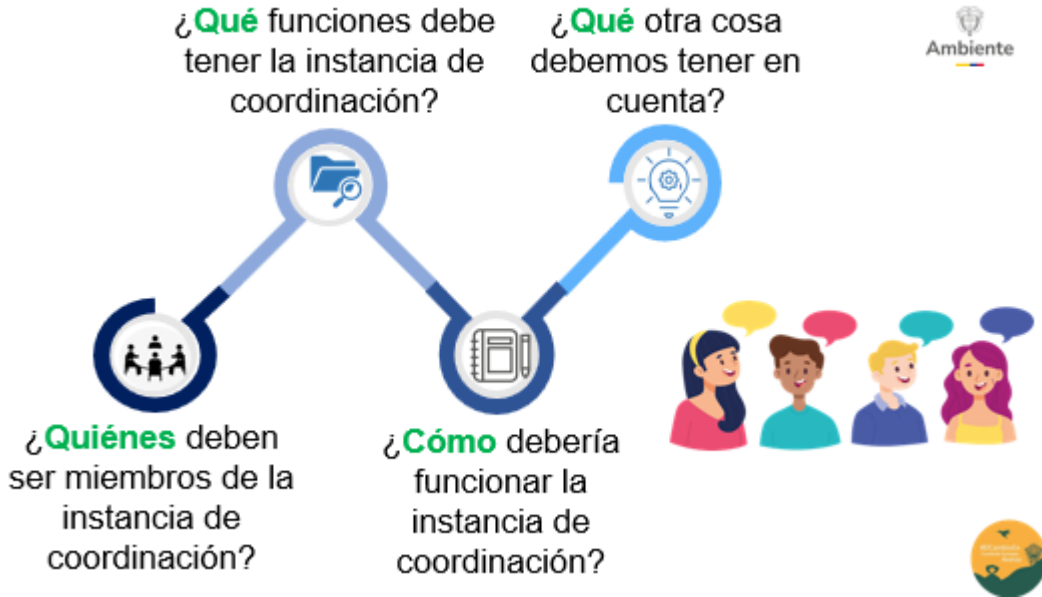 ¿Qué funciones debe
tener la instancia de
coordinación?
¿Qué otra cosa
debemos tener en
cuenta?
Ambiente
¿Quiénes deben
ser miembros de la
instancia de
coordinación?
¿Cómo debería
funcionar la
instancia de
coordinación?